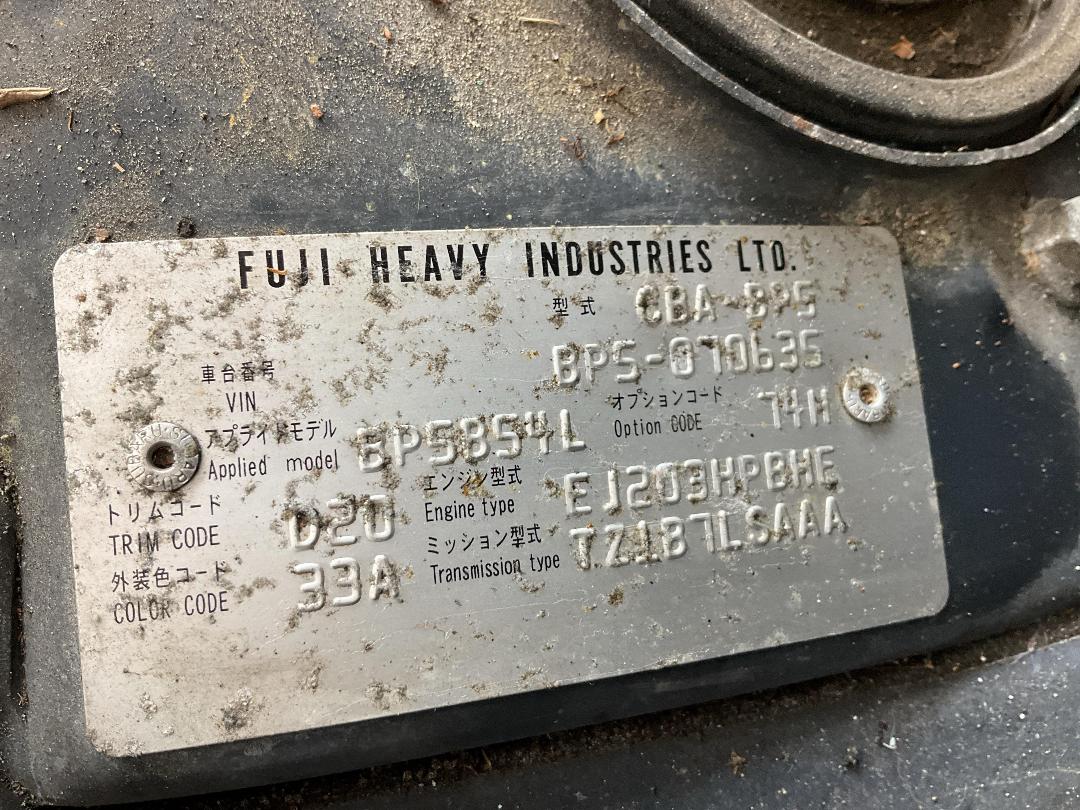 FUJI HEAVY INDUSTRIES LTD.
型式 CBA-BP5
車台番号 VIN BP5-070635
アプライドモデル Applied model BP5B54L オプションコード Option CODE 74H
トリムコード TRIM CODE D20 エンジン型式 Engine type EJ203HPBHE
外装色コード COLOR CODE 33A ミッション型式 Transmission type TZ1B7LSAAA